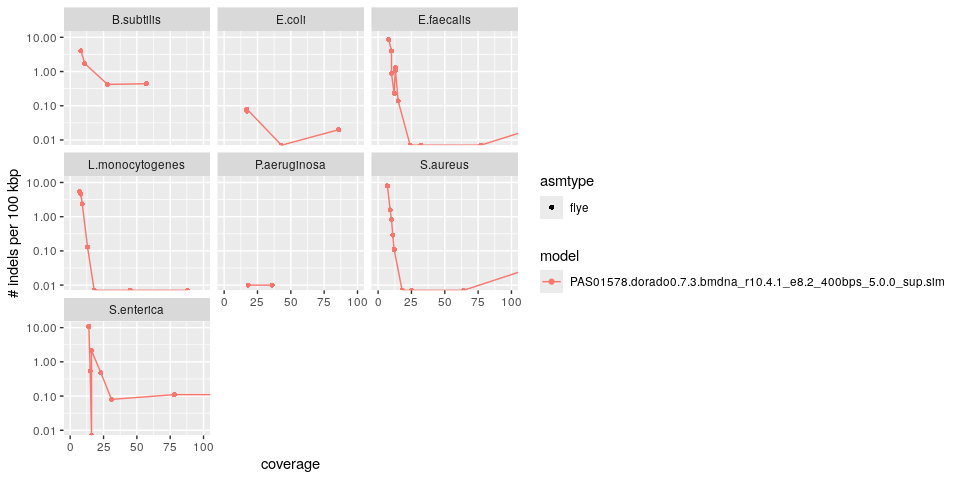 B.subtilis E.coli E.faecalis
10.00
1.00
0.10
0.01
L.monocytogenes P.aeruginosa S.aureus
10.00
1.00
0.10
0.01
0 25 50 75 100 0 25 50 75 100
S.enterica
10.00
1.00
0.10
0.01
0 25 50 75 100
coverage
# indels per 100 kbp
asmtype
flye
model
PAS01578.dorado0.7.3.bmdna_r10.4.1_e8.2_400bps_5.0.0_sup.sim